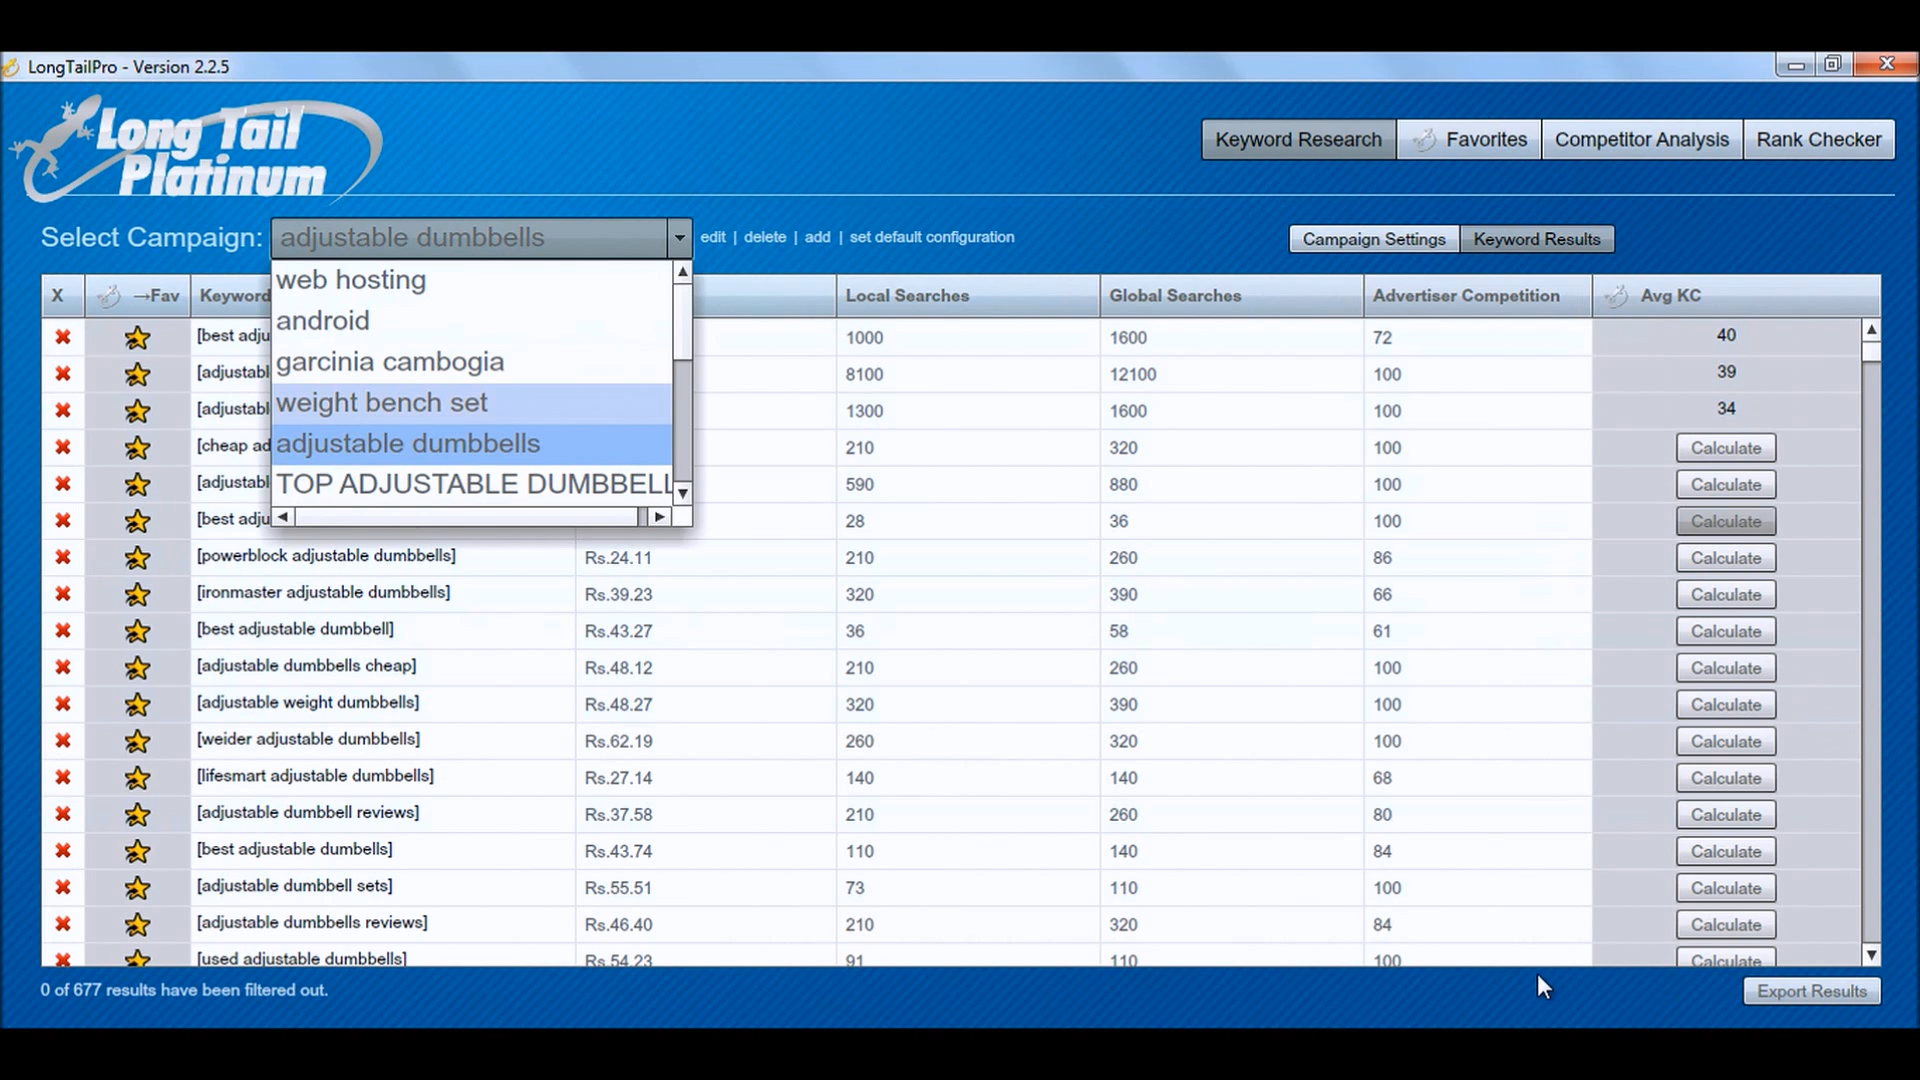 LongTailPro - Version 2.2.5
Long Tail
Platinum
Keyword Research Favorites Competitor Analysis Rank Checker
Select Campaign: adjustable dumbbells edit | delete | add | set default configuration Campaign Settings Keyword Results
web hosting
android
garcinia cambogia
weight bench set
adjustable dumbbells
TOP ADJUSTABLE DUMBBELL
X →Fav Keyword Local Searches Global Searches Advertiser Competition Avg KC
[best adju 1000 1600 72 40
[adjustabl 8100 12100 100 39
[adjustabl 1300 1600 100 34
[cheap ad 210 320 100 Calculate
[adjustabl 590 880 100 Calculate
[best adju 28 36 100 Calculate
[powerblock adjustable dumbbells] Rs.24.11 210 260 86 Calculate
[ironmaster adjustable dumbbells] Rs.39.23 320 390 66 Calculate
[best adjustable dumbbell] Rs.43.27 36 58 61 Calculate
[adjustable dumbbells cheap] Rs.48.12 210 260 100 Calculate
[adjustable weight dumbbells] Rs.48.27 320 390 100 Calculate
[weider adjustable dumbbells] Rs.62.19 260 320 100 Calculate
[lifesmart adjustable dumbbells] Rs.27.14 140 140 68 Calculate
[adjustable dumbbell reviews] Rs.37.58 210 260 80 Calculate
[best adjustable dumbells] Rs.43.74 110 140 84 Calculate
[adjustable dumbbell sets] Rs.55.51 73 110 100 Calculate
[adjustable dumbbells reviews] Rs.46.40 210 320 84 Calculate
[used adjustable dumbbells] Rs.54.23 91 110 100 Calculate
0 of 677 results have been filtered out. Export Results